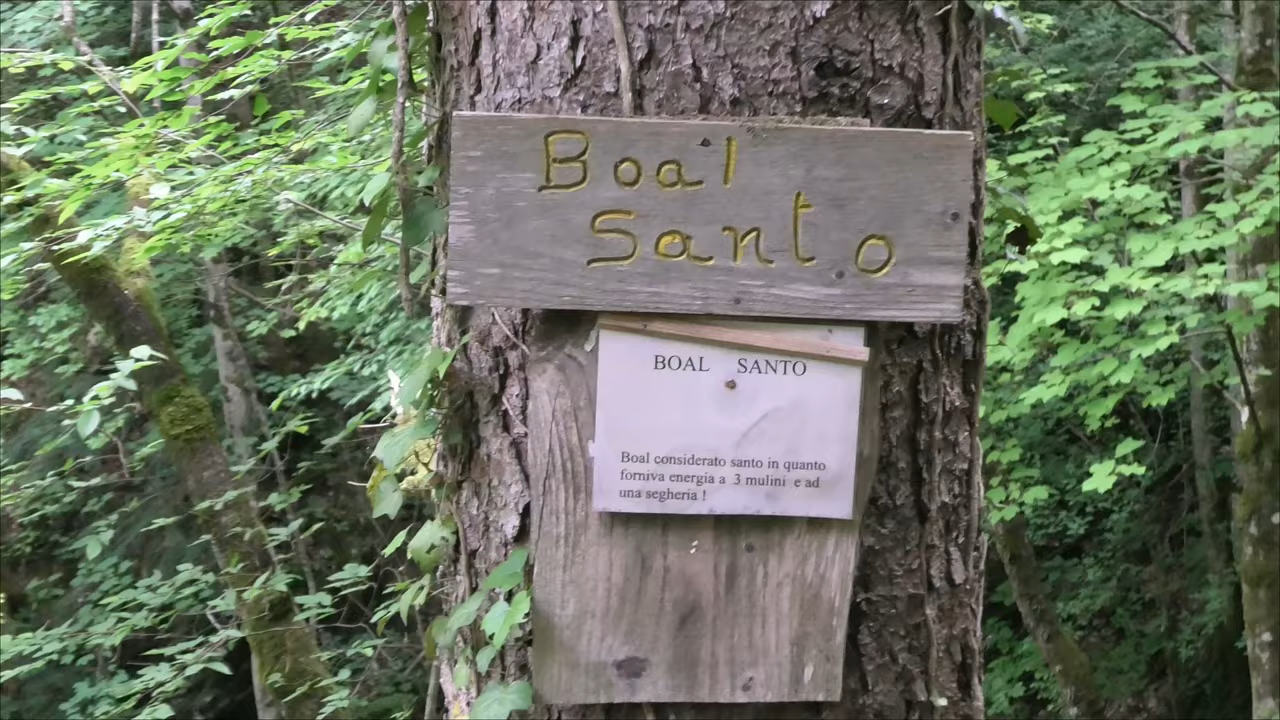 Boal
Santo
BOAL SANTO
Boal considerato santo in quanto
forniva energia a 3 mulini e ad
una segheria !